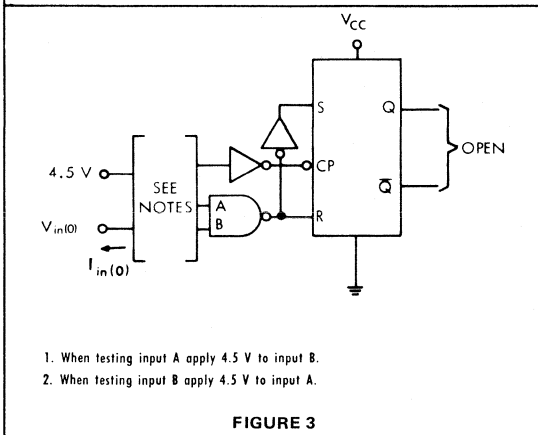 VCC
S
Q
4.5 V
SEE
NOTES
CP
OPEN
A
B
Vin(0)
R
Q̅
Iin(0)
1. When testing input A apply 4.5 V to input B.
2. When testing input B apply 4.5 V to input A.
FIGURE 3